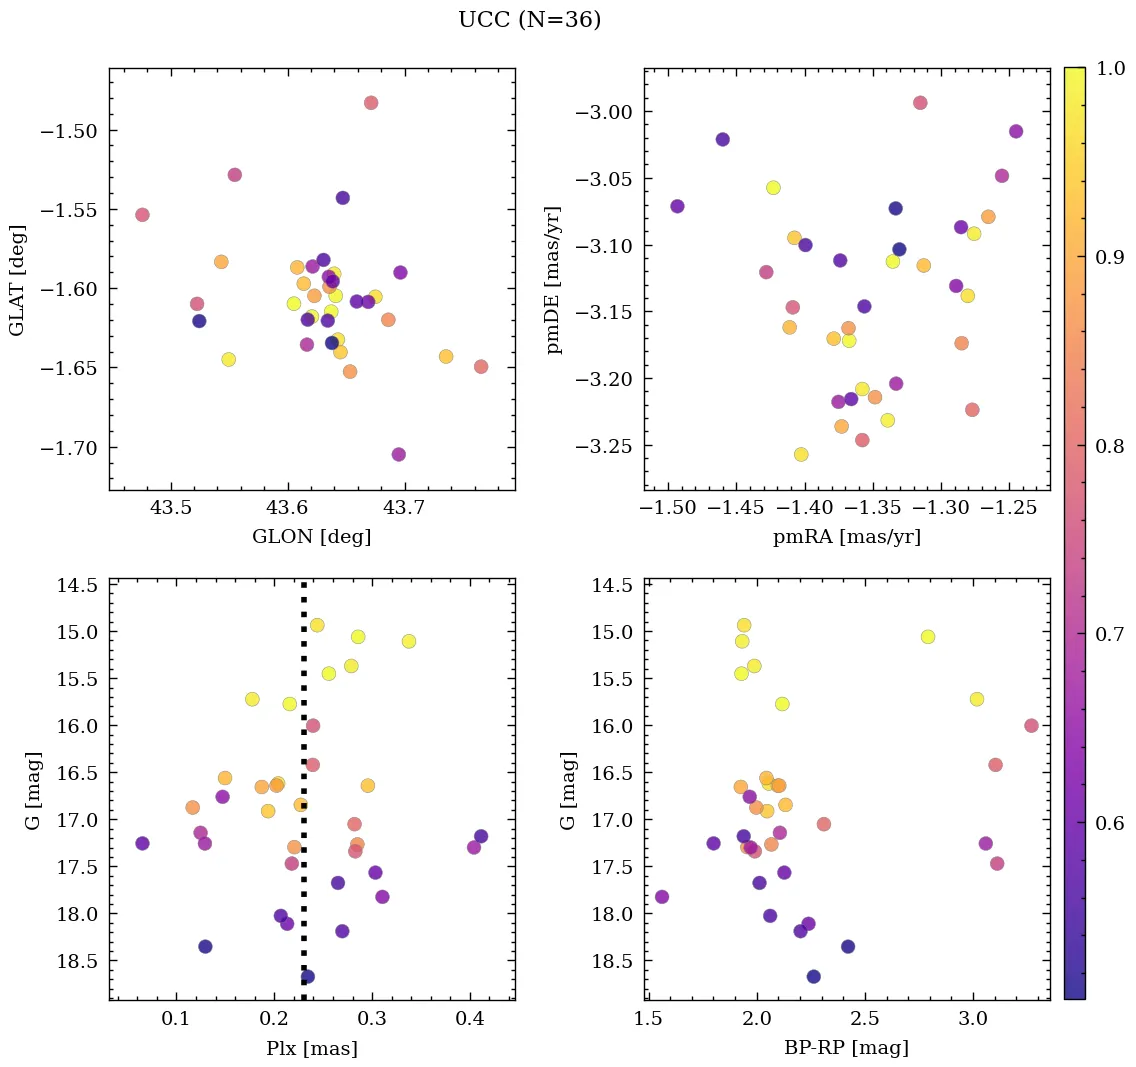 UCC (N=36)
−1.50
−1.55
−1.60
−1.65
−1.70
GLAT [deg]
43.5 43.6 43.7
GLON [deg]
−3.00
−3.05
−3.10
−3.15
−3.20
−3.25
pmDE [mas/yr]
−1.50 −1.45 −1.40 −1.35 −1.30 −1.25
pmRA [mas/yr]
1.0
0.9
0.8
0.7
0.6
14.5
15.0
15.5
16.0
16.5
17.0
17.5
18.0
18.5
G [mag]
0.1 0.2 0.3 0.4
Plx [mas]
14.5
15.0
15.5
16.0
16.5
17.0
17.5
18.0
18.5
G [mag]
1.5 2.0 2.5 3.0
BP-RP [mag]